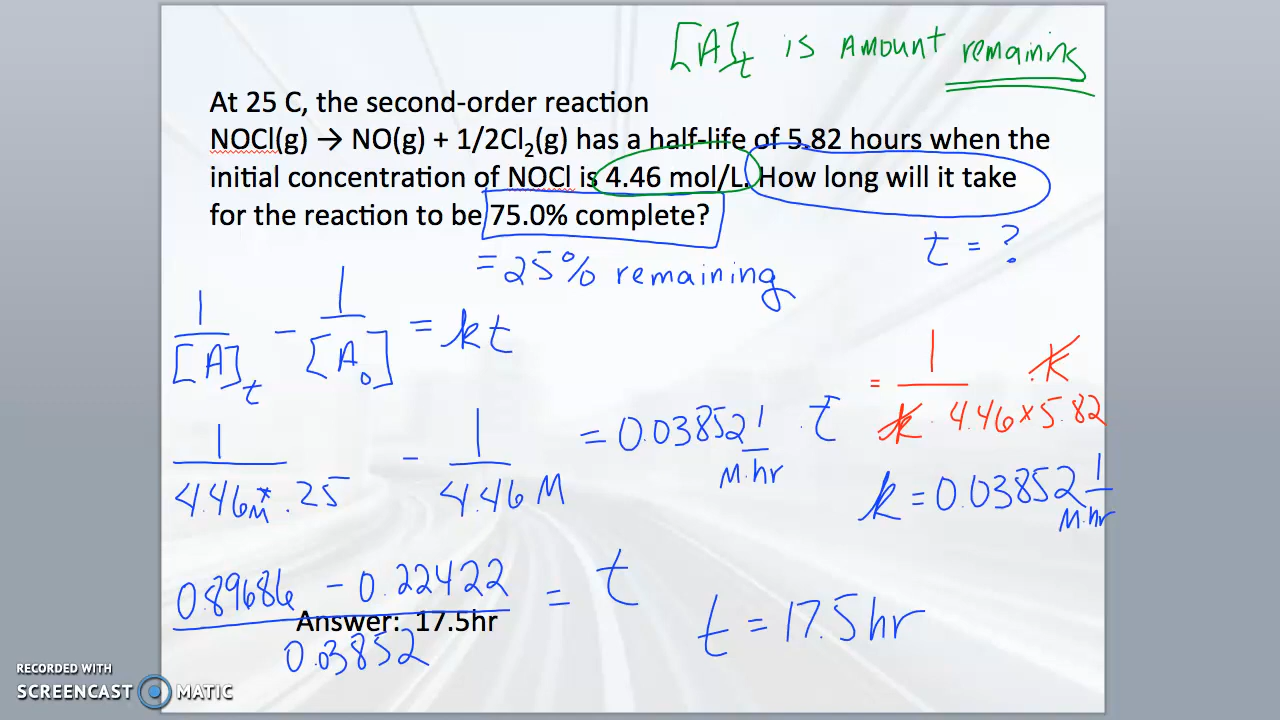 [A]t is amount remaining
At 25 C, the second-order reaction
NOCl(g) → NO(g) + 1/2Cl₂(g) has a half-life of 5.82 hours when the
initial concentration of NOCl is 4.46 mol/L. How long will it take
for the reaction to be 75.0% complete?
t = ?
= 25% remaining
1/[A]t - 1/[A₀] = kt
= 1/(k · 4.46 × 5.82) · k
1/(4.46 M * .25) - 1/(4.46 M) = 0.03852 1/(M·hr) · t
k = 0.03852 1/(M·hr)
(0.89686 - 0.22422)/0.03852 = t
Answer: 17.5hr
t = 17.5 hr
RECORDED WITH
SCREENCAST MATIC